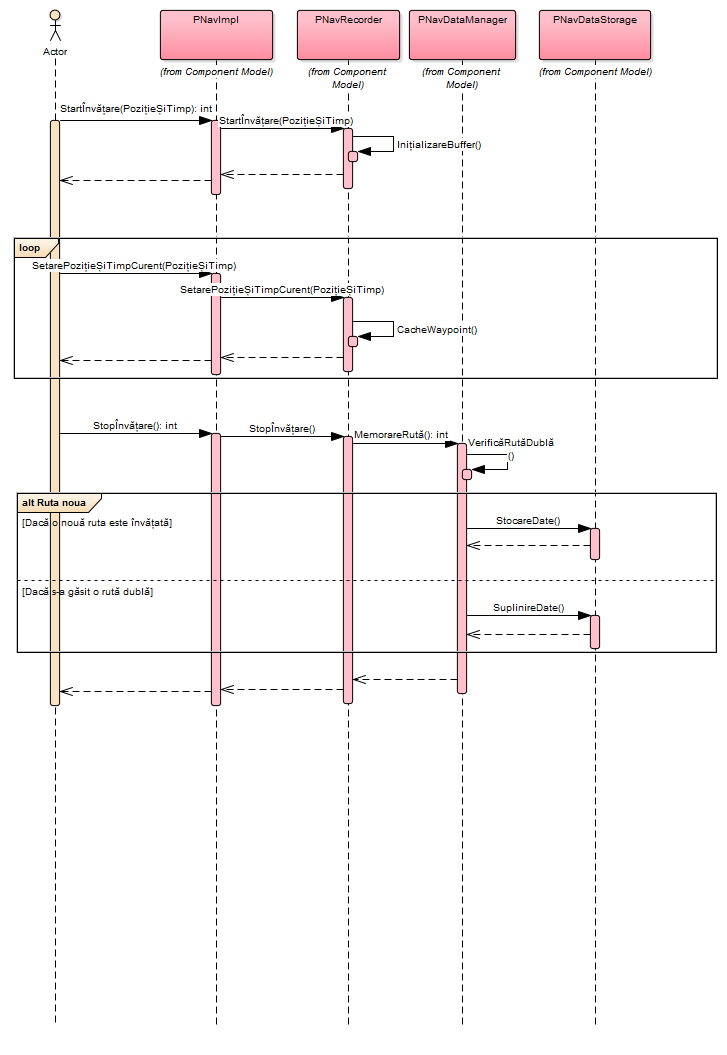 PNavImpl
PNavRecorder
PNavDataManager
PNavDataStorage
Actor
(from Component Model)
(from Component
Model)
(from Component
Model)
(from Component Model)
StartÎnvățare(PozițieȘiTimp): int
StartÎnvățare(PozițieȘiTimp)
InițializareBuffer()
loop
SetarePozițieȘiTimpCurent(PozițieȘiTimp)
SetarePozițieȘiTimpCurent(PozițieȘiTimp)
CacheWaypoint()
StopÎnvățare(): int
StopÎnvățare()
MemorareRută(): int
VerificăRutăDublă
()
alt Ruta noua
[Dacă o nouă ruta este învățată]
StocareDate()
[Dacă s-a găsit o rută dublă]
SuplinireDate()